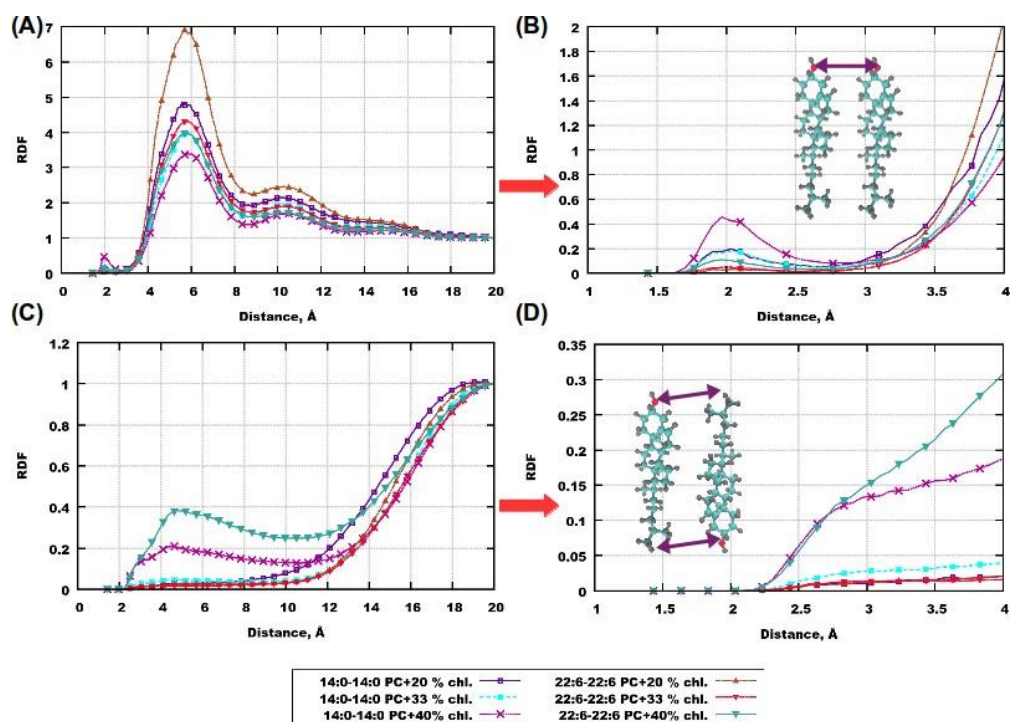 (A)
7
6
5
4
3
2
1
0
RDF
0 2 4 6 8 10 12 14 16 18 20
Distance, Å
(B)
2
1.8
1.6
1.4
1.2
1
0.8
0.6
0.4
0.2
0
RDF
1 1.5 2 2.5 3 3.5 4
Distance, Å
(C)
1.2
1
0.8
0.6
0.4
0.2
0
RDF
0 2 4 6 8 10 12 14 16 18 20
Distance, Å
(D)
0.35
0.3
0.25
0.2
0.15
0.1
0.05
0
RDF
1 1.5 2 2.5 3 3.5 4
Distance, Å
14:0-14:0 PC+20 % chl.
14:0-14:0 PC+33 % chl.
14:0-14:0 PC+40% chl.
22:6-22:6 PC+20 % chl.
22:6-22:6 PC+33 % chl.
22:6-22:6 PC+40% chl.